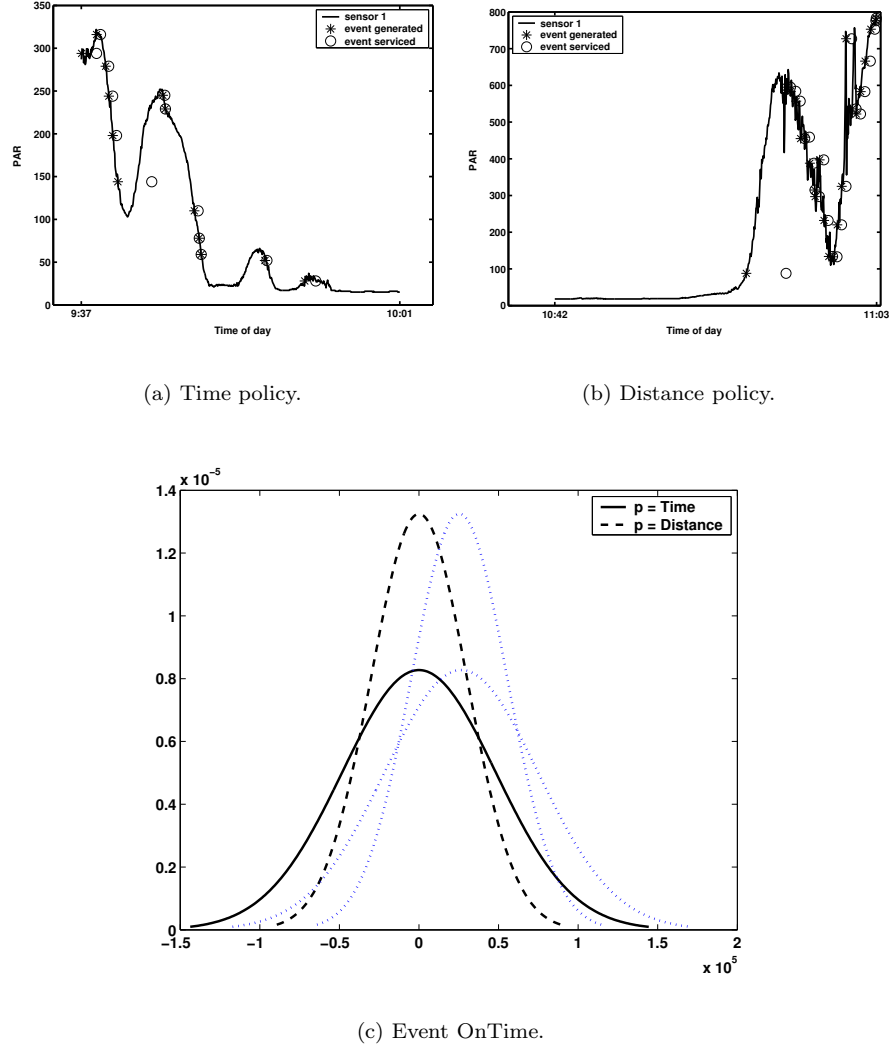 350
300
250
200
150
100
50
0
PAR
sensor 1
event generated
event serviced
9:37
10:01
Time of day
(a) Time policy.
800
700
600
500
400
300
200
100
0
PAR
sensor 1
event generated
event serviced
10:42
11:03
Time of day
(b) Distance policy.
x 10^-5
1.4
1.2
1
0.8
0.6
0.4
0.2
0
p = Time
p = Distance
−1.5 −1 −0.5 0 0.5 1 1.5 2
x 10^5
(c) Event OnTime.